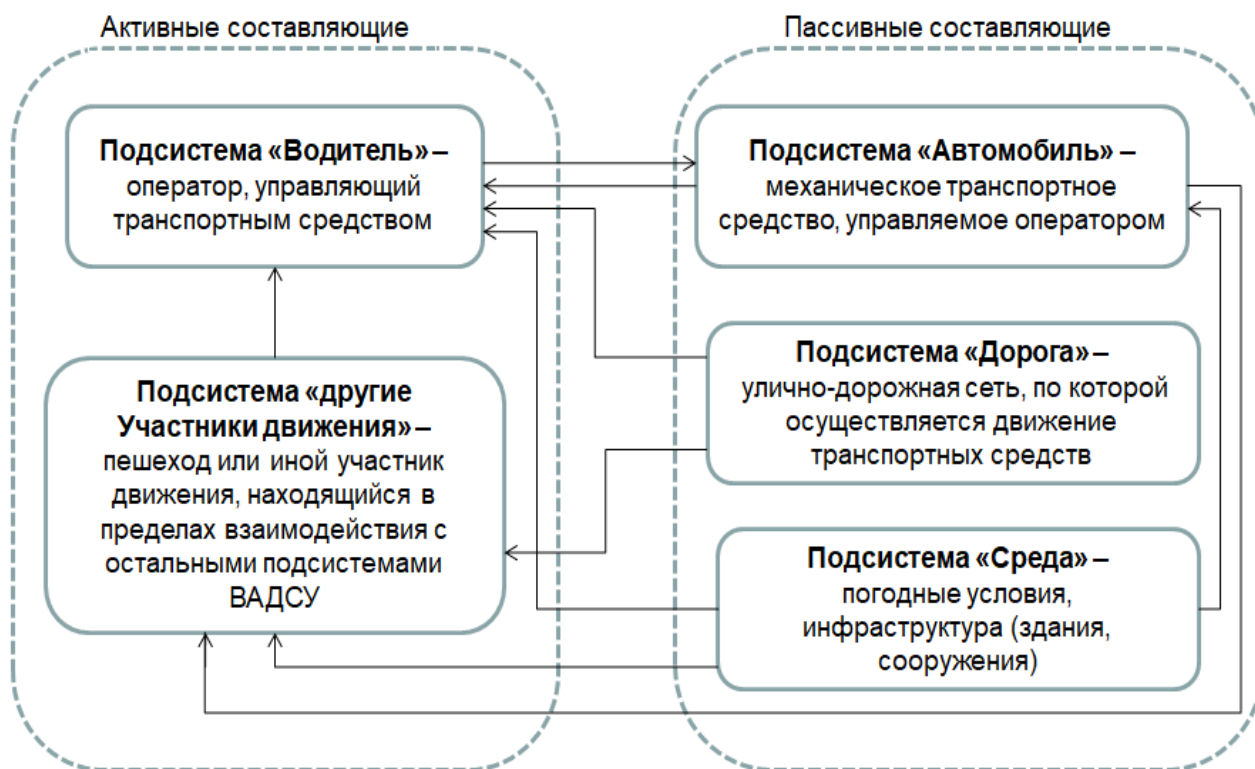 Активные составляющие
Пассивные составляющие
Подсистема «Водитель» –
оператор, управляющий
транспортным средством
Подсистема «Автомобиль» –
механическое транспортное
средство, управляемое оператором
Подсистема «другие
Участники движения» –
пешеход или иной участник
движения, находящийся в
пределах взаимодействия с
остальными подсистемами
ВАДСУ
Подсистема «Дорога» –
улично-дорожная сеть, по которой
осуществляется движение
транспортных средств
Подсистема «Среда» –
погодные условия,
инфраструктура (здания,
сооружения)